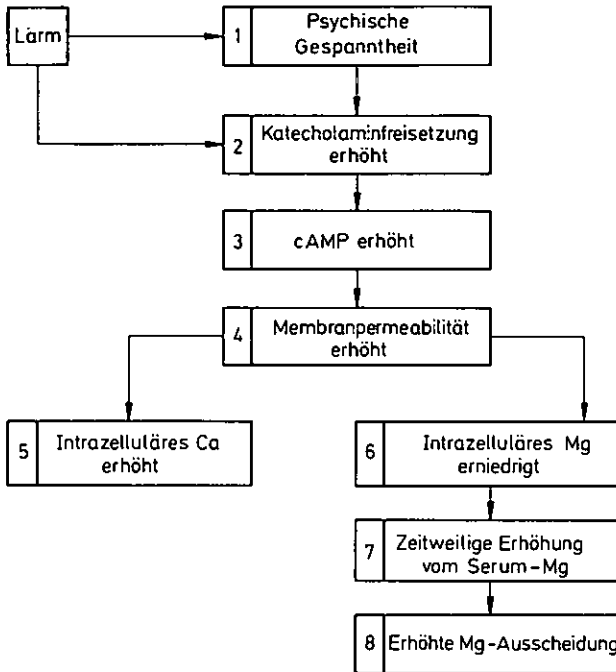 Lärm
1
Psychische
Gespanntheit
2
Katecholaminfreisetzung
erhöht
3
cAMP erhöht
4
Membranpermeabilität
erhöht
5
Intrazelluläres Ca
erhöht
6
Intrazelluläres Mg
erniedrigt
7
Zeitweilige Erhöhung
vom Serum-Mg
8
Erhöhte Mg-Ausscheidung